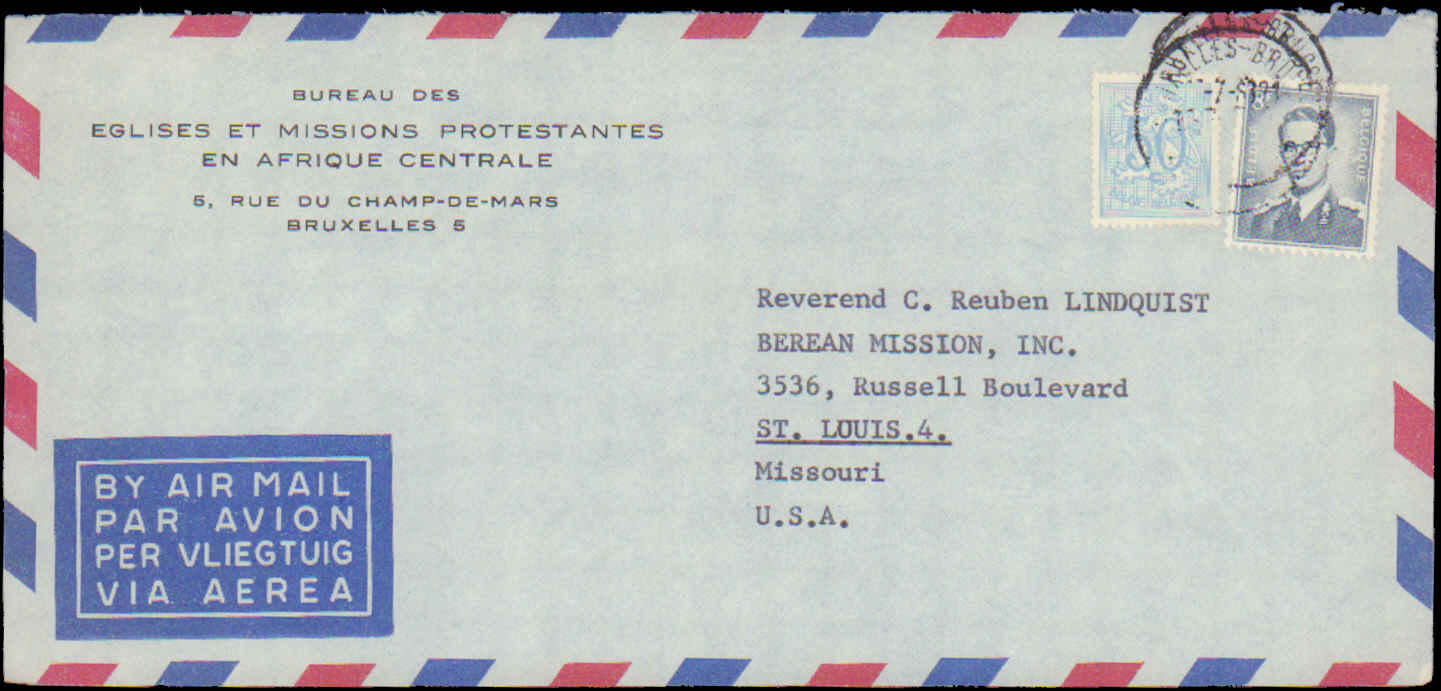 BUREAU DES
EGLISES ET MISSIONS PROTESTANTES
EN AFRIQUE CENTRALE
5, RUE DU CHAMP-DE-MARS
BRUXELLES 5
50
BELGIQUE
Reverend C. Reuben LINDQUIST
BEREAN MISSION, INC.
3536, Russell Boulevard
ST. LOUIS.4.
Missouri
U.S.A.
BY AIR MAIL
PAR AVION
PER VLIEGTUIG
VIA AEREA